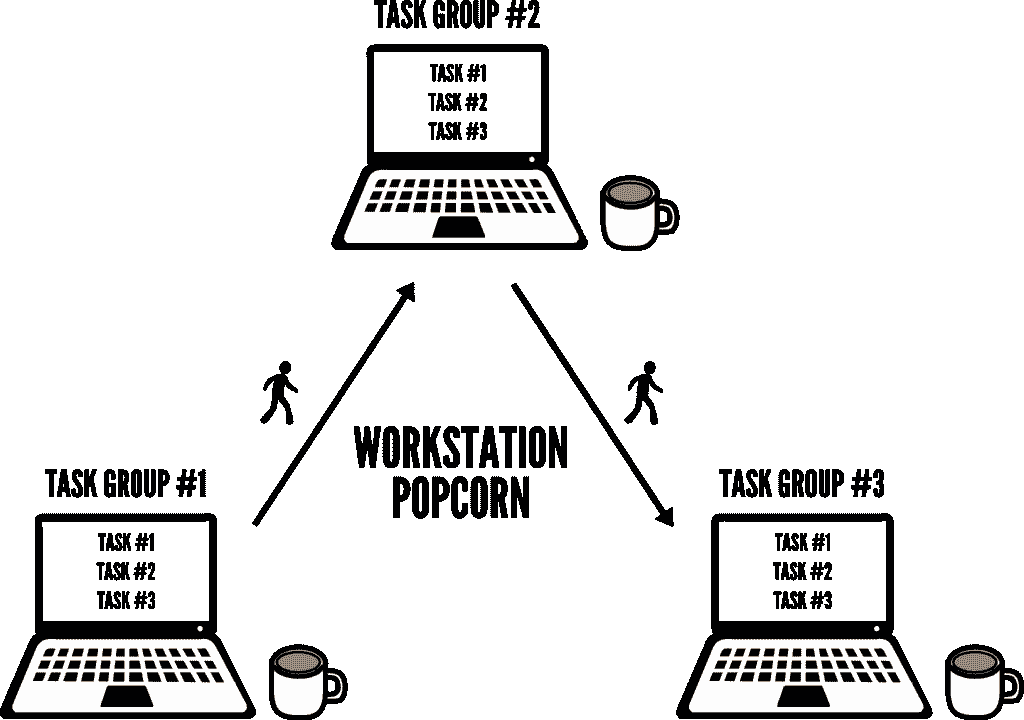 TASK GROUP #2
TASK #1
TASK #2
TASK #3
WORKSTATION
POPCORN
TASK GROUP #1
TASK #1
TASK #2
TASK #3
TASK GROUP #3
TASK #1
TASK #2
TASK #3